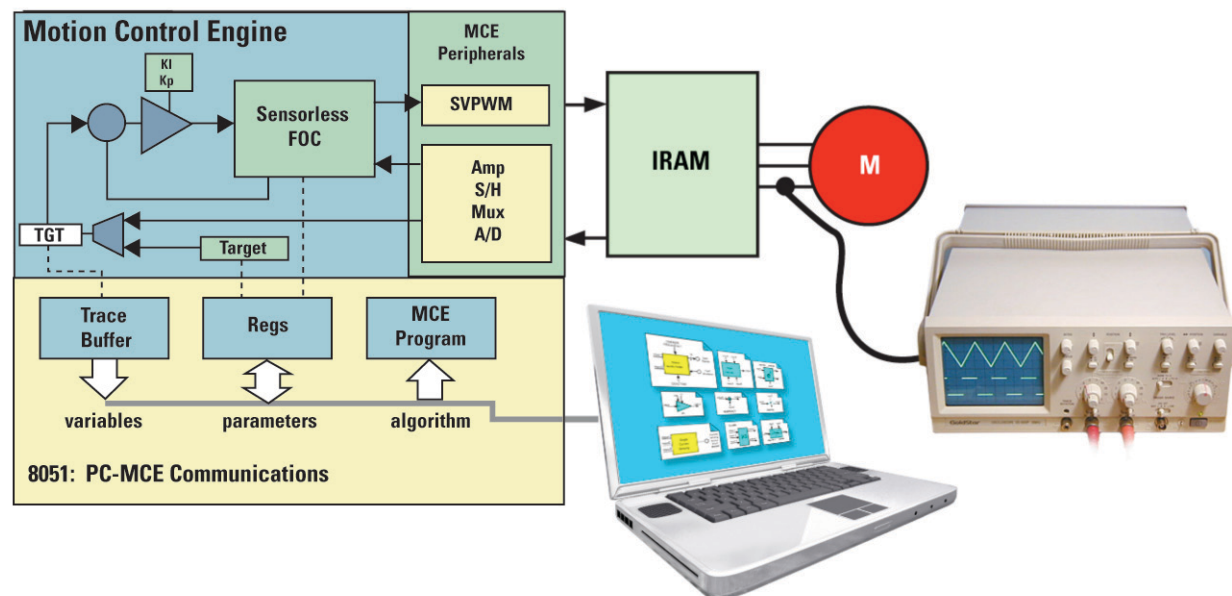 Motion Control Engine
MCE
Peripherals
KI
Kp
Sensorless
FOC
SVPWM
Amp
S/H
Mux
A/D
TGT
Target
IRAM
M
Trace
Buffer
Regs
MCE
Program
variables
parameters
algorithm
8051: PC-MCE Communications
GoldStar